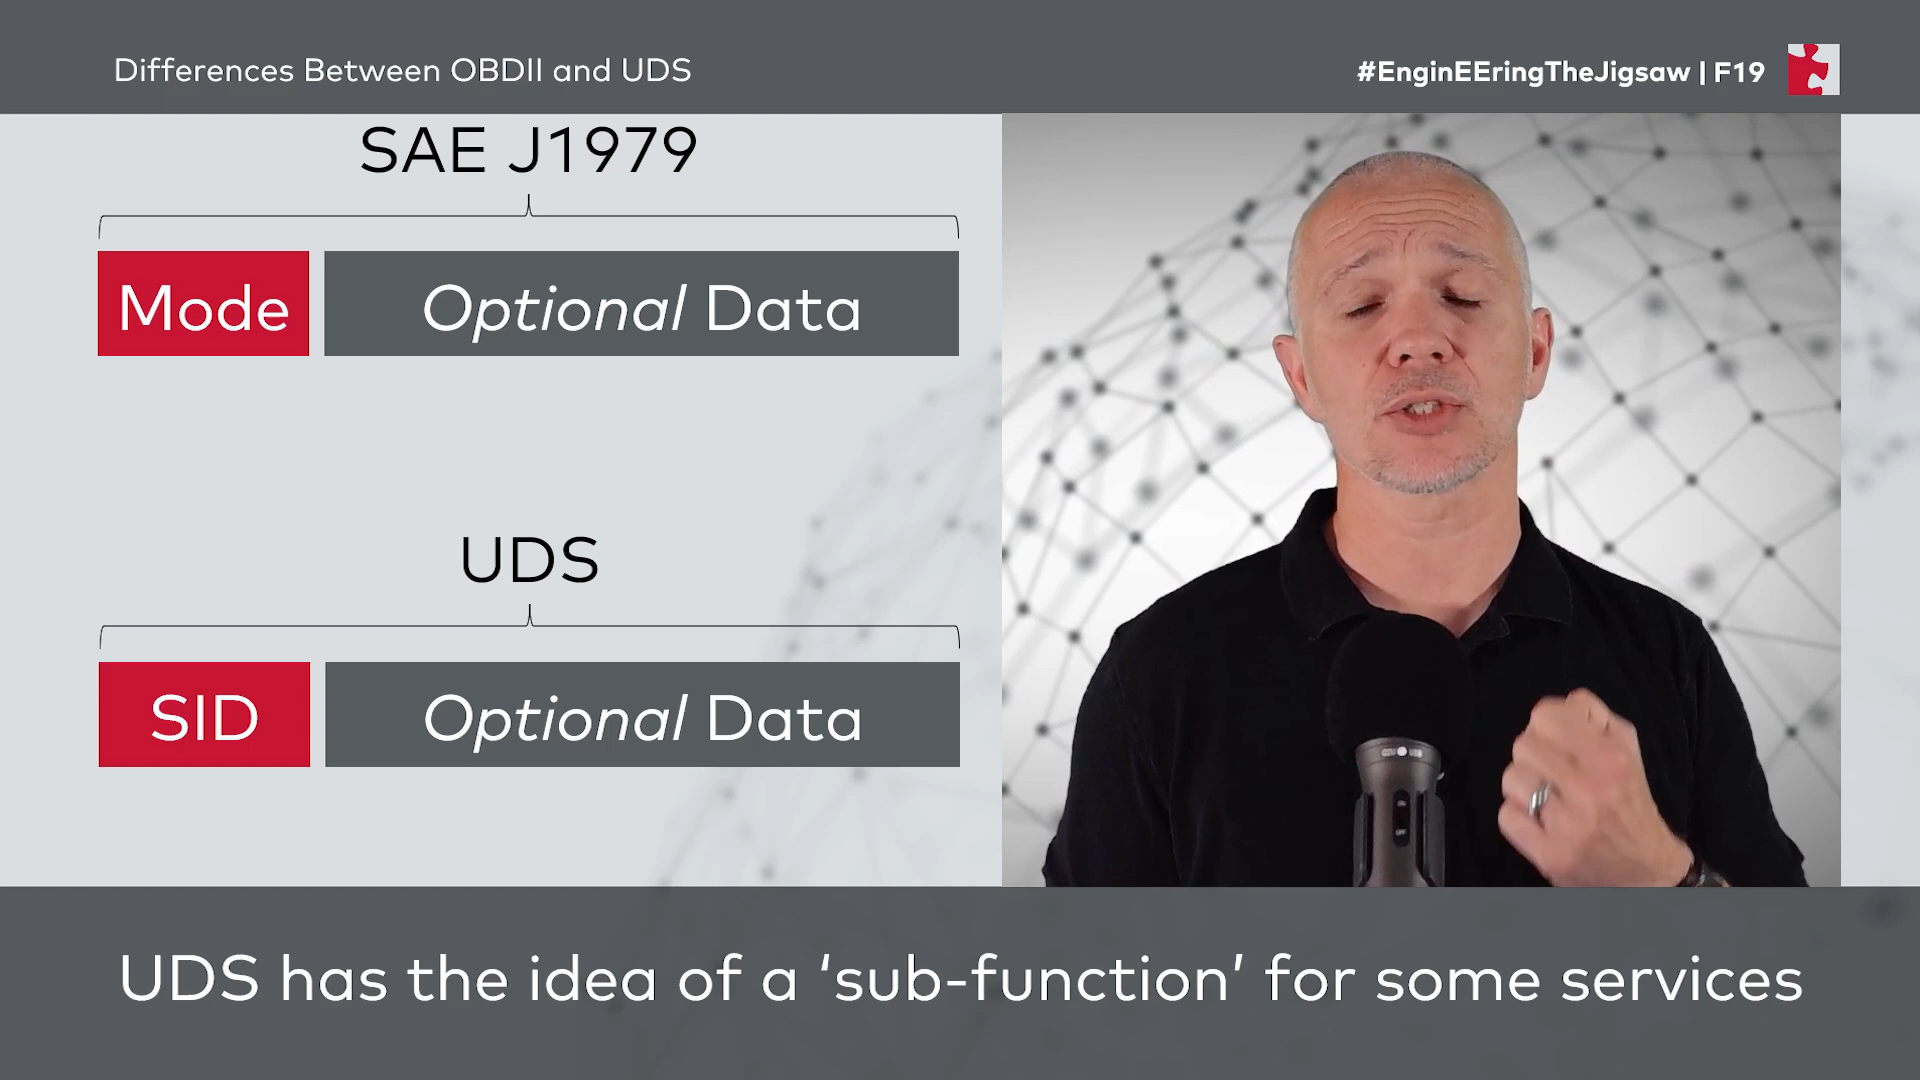 Differences Between OBDII and UDS
#EnginEEringTheJigsaw | F19
SAE J1979
Mode
Optional Data
UDS
SID
Optional Data
UDS has the idea of a ‘sub-function’ for some services